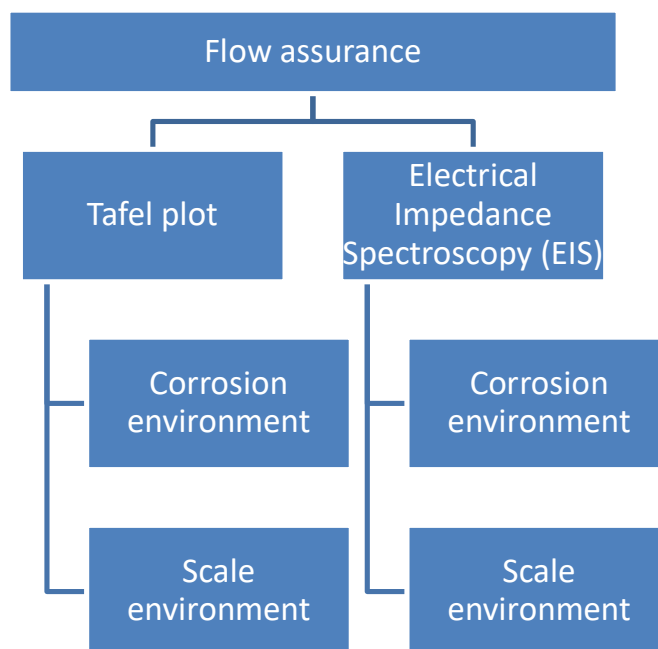 Flow assurance
Tafel plot
Electrical
Impedance
Spectroscopy (EIS)
Corrosion
environment
Scale
environment
Corrosion
environment
Scale
environment